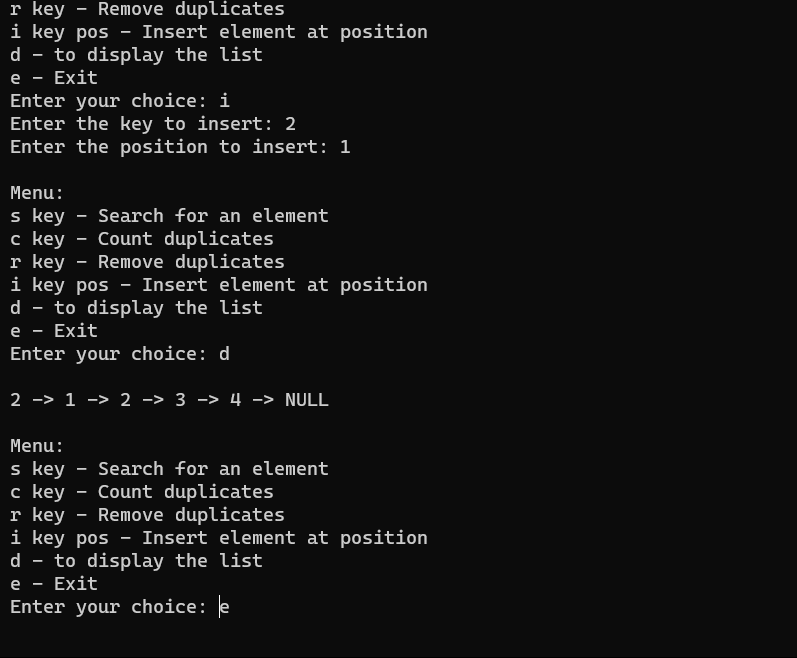 r key - Remove duplicates
i key pos - Insert element at position
d - to display the list
e - Exit
Enter your choice: i
Enter the key to insert: 2
Enter the position to insert: 1
Menu:
s key - Search for an element
c key - Count duplicates
r key - Remove duplicates
i key pos - Insert element at position
d - to display the list
e - Exit
Enter your choice: d
2 -> 1 -> 2 -> 3 -> 4 -> NULL
Menu:
s key - Search for an element
c key - Count duplicates
r key - Remove duplicates
i key pos - Insert element at position
d - to display the list
e - Exit
Enter your choice: e